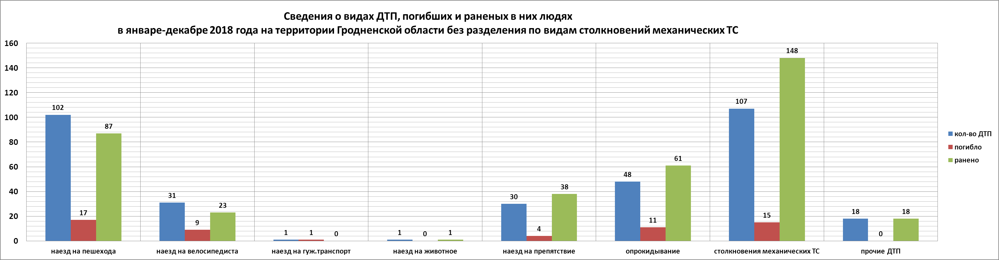 Сведения о видах ДТП, погибших и раненых в них людях
в январе-декабре 2018 года на территории Гродненской области без разделения по видам столкновений механических ТС
160
140
120
100
80
60
40
20
0
102
17
87
31
9
23
1
1
0
1
0
1
30
4
38
48
11
61
107
15
148
18
0
18
наезд на пешехода
наезд на велосипедиста
наезд на гуж.транспорт
наезд на животное
наезд на препятствие
опрокидывание
столкновения механических ТС
прочие ДТП
кол-во ДТП
погибло
ранено